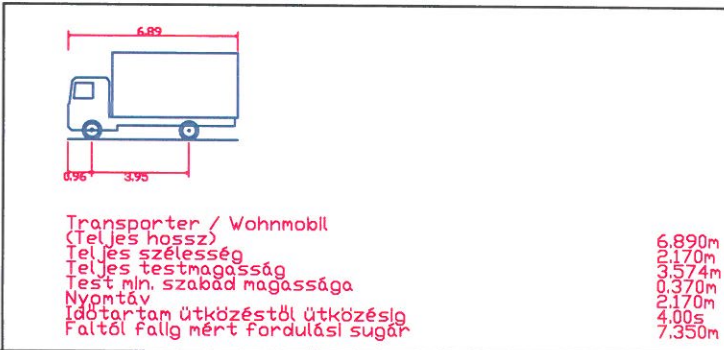 6.89
0.96 3.95
Transporter / Wohnmobil
(Teljes hossz) 6.890m
Teljes szélesség 2.170m
Teljes testmagasság 3.574m
Test min. szabad magassága 0.370m
Nyomtáv 2.170m
Időtartam ütközéstől ütközésig 4.00s
Faltól falig mért fordulási sugár 7.350m